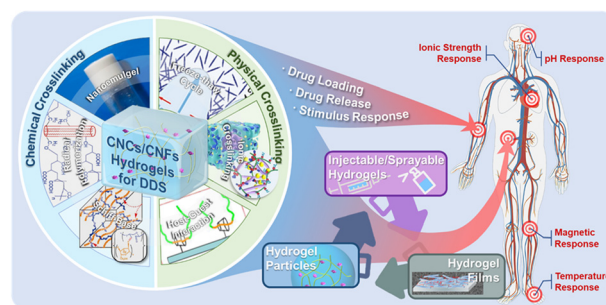 Chemical Crosslinking
Physical Crosslinking
Nanoemulgel
Freeze-thaw
Cycle
Radical
Polymerization
Ionic
Crosslinking
Host-Guest
Interaction
CNCs/CNFs
Hydrogels
for DDS
· Drug Loading
· Drug Release
· Stimulus Response
Injectable/Sprayable
Hydrogels
Hydrogel
Particles
Hydrogel
Films
Ionic Strength
Response
pH Response
Magnetic
Response
Temperature
Response